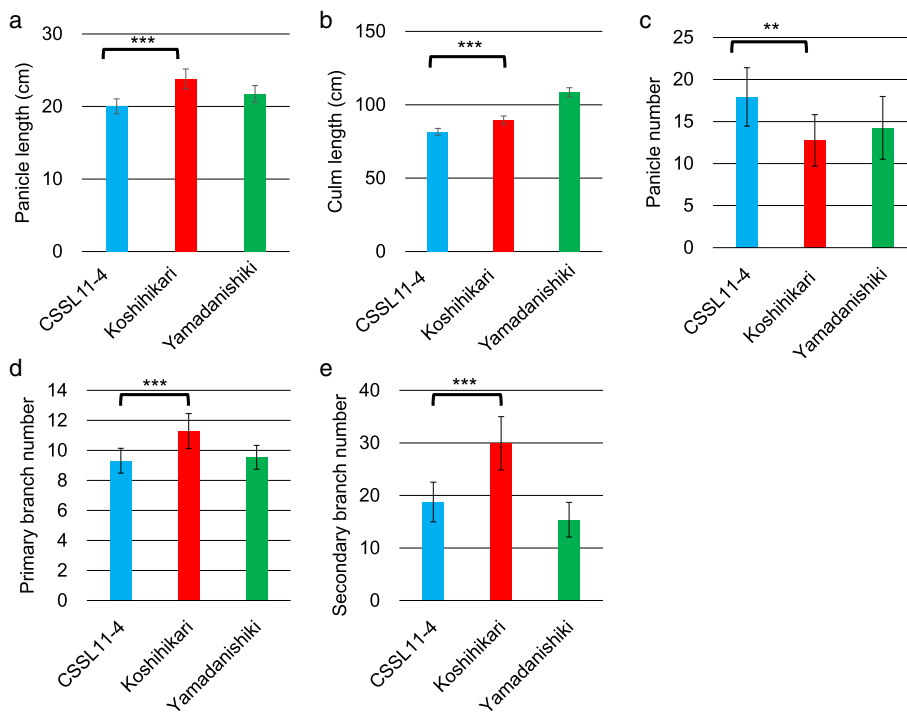 a
Panicle length (cm)
30
20
10
0
***
CSSL11-4
Koshihikari
Yamadanishiki
b
Culm length (cm)
150
100
50
0
***
CSSL11-4
Koshihikari
Yamadanishiki
c
Panicle number
25
20
15
10
5
0
**
CSSL11-4
Koshihikari
Yamadanishiki
d
Primary branch number
14
12
10
8
6
4
2
0
***
CSSL11-4
Koshihikari
Yamadanishiki
e
Secondary branch number
40
30
20
10
0
***
CSSL11-4
Koshihikari
Yamadanishiki